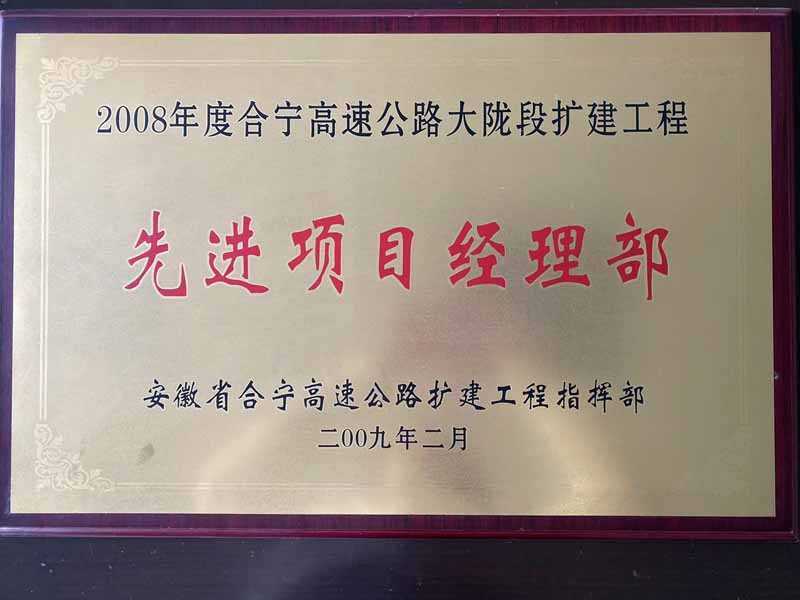 2008年度合宁高速公路大陇段扩建工程
先进项目经理部
安徽省合宁高速公路扩建工程指挥部
二00九年二月